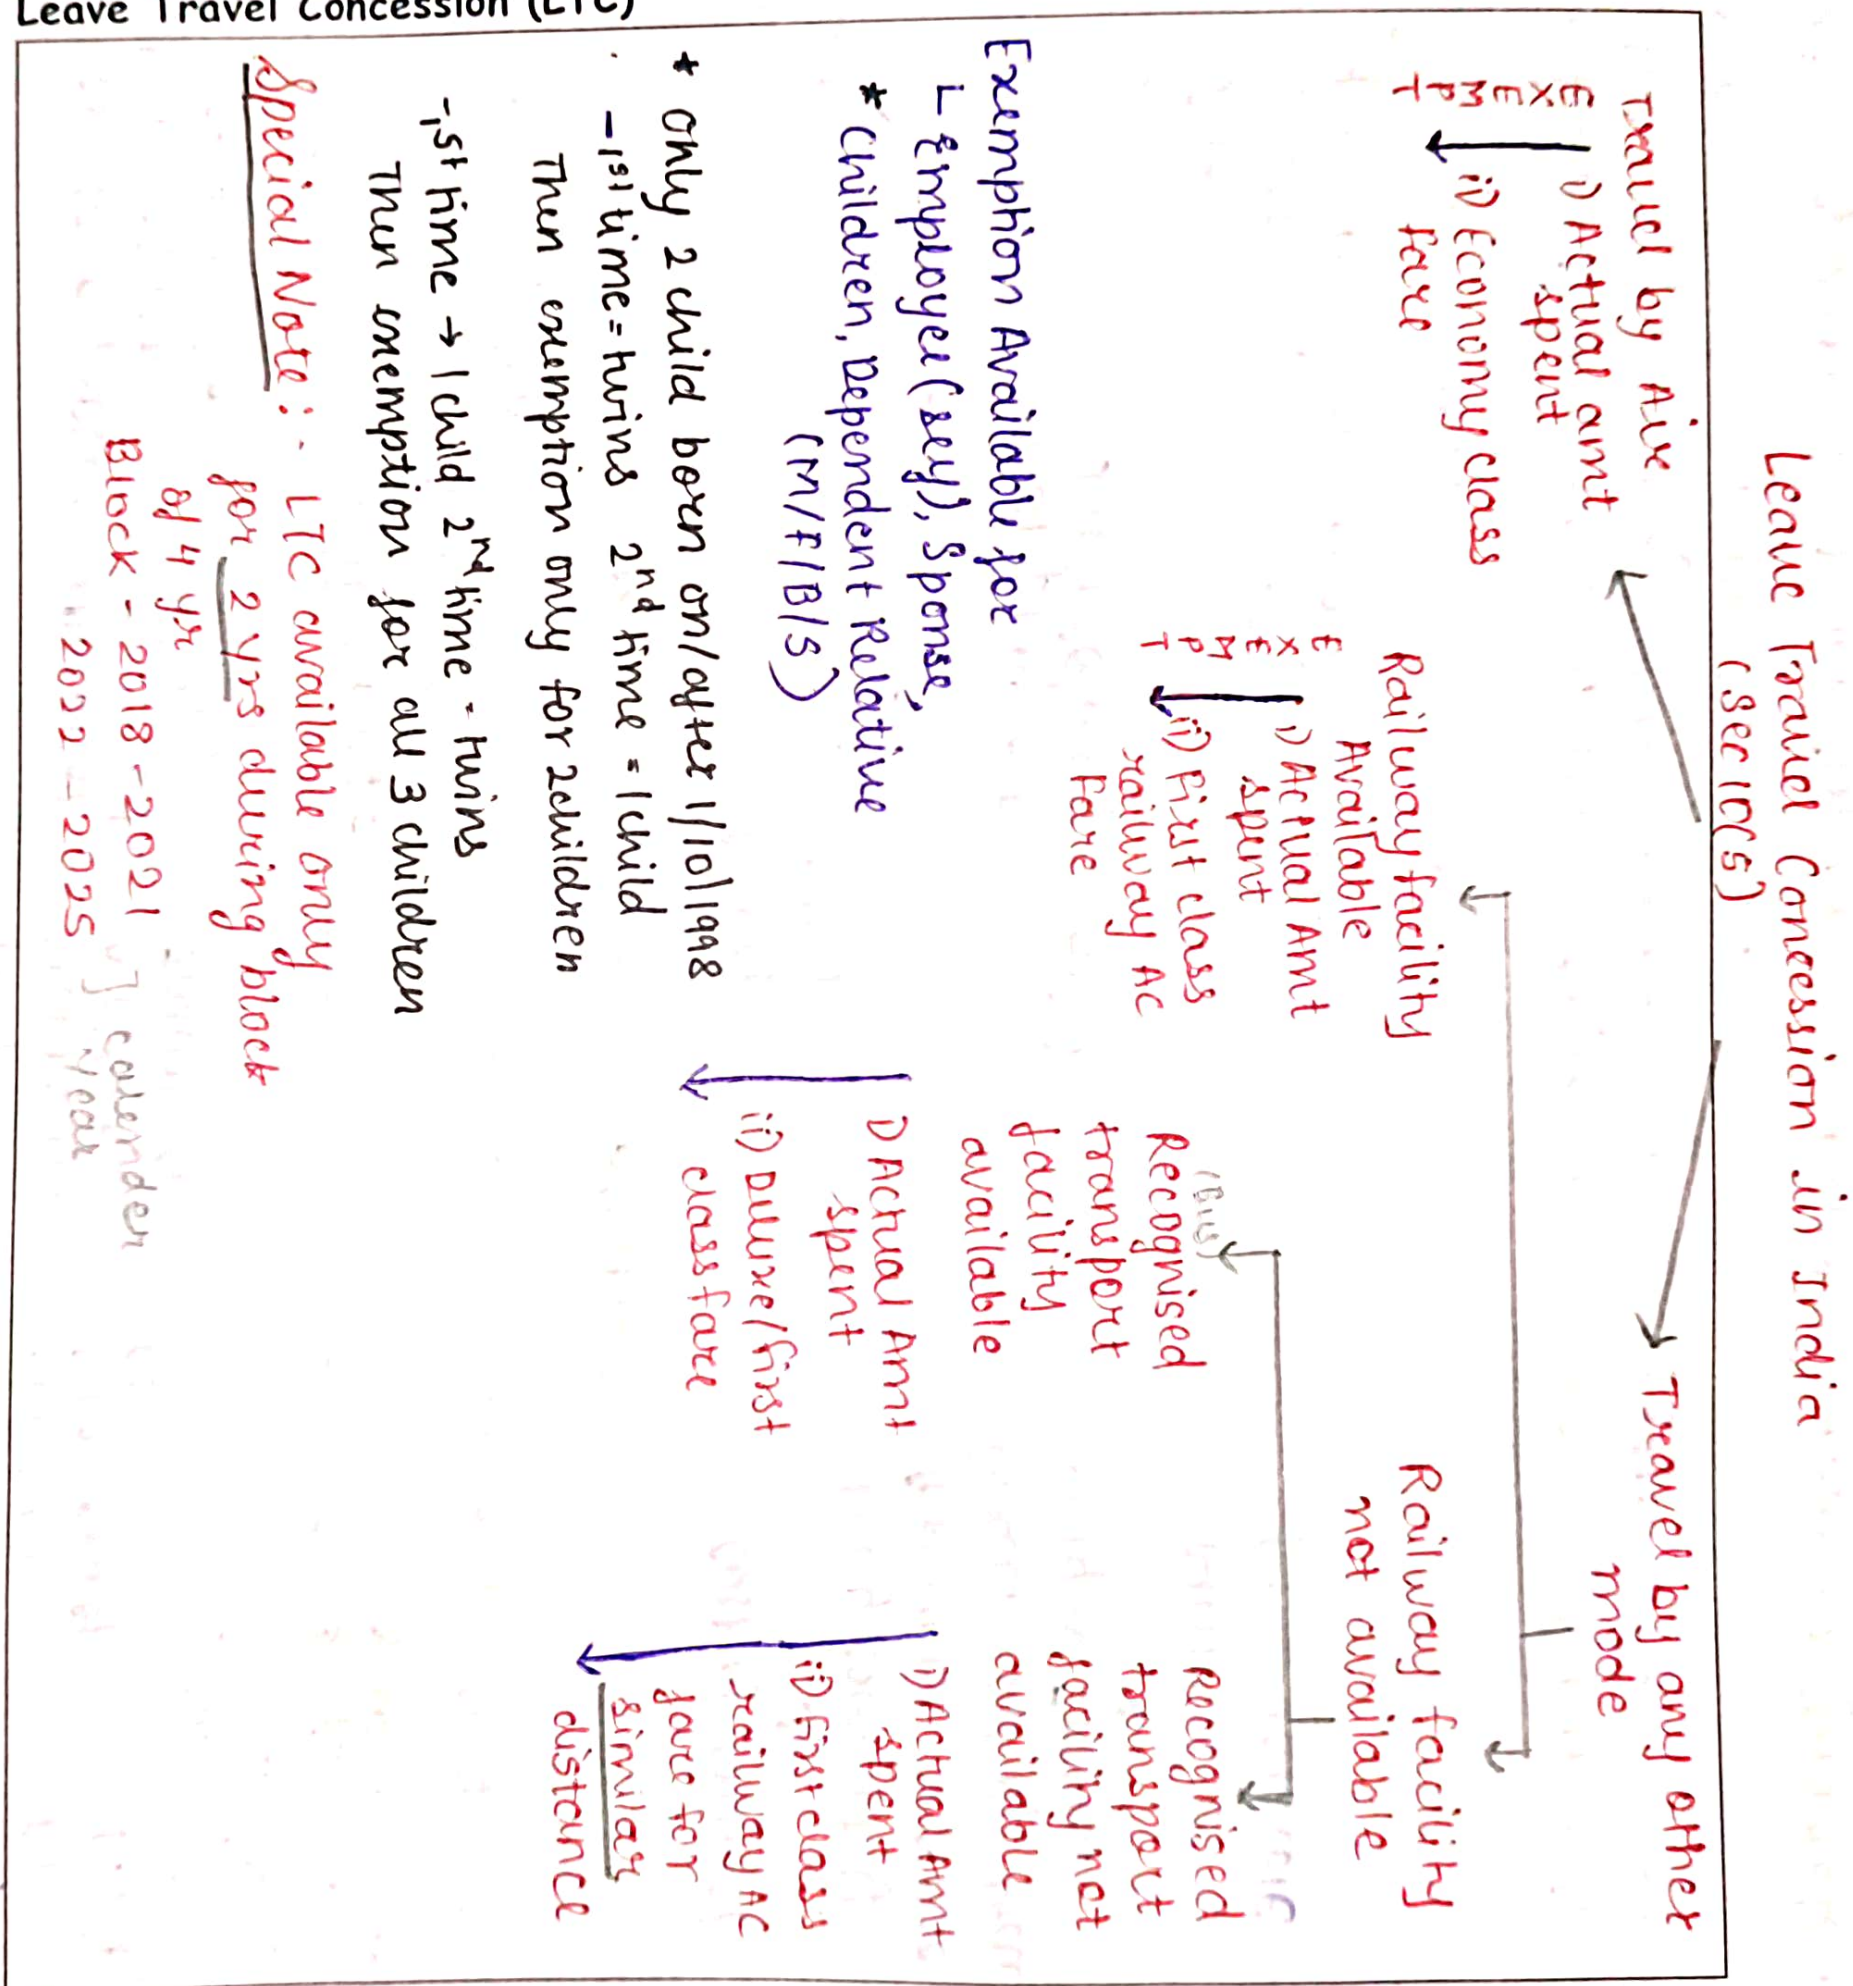 Leave Travel Concession (LTC)
Leave Travel Concession in India
(Sec 10(5)
Travel by Air
EXEMPT
i) Actual amt
spent
ii) Economy class
fare
Travel by any other
mode
Railway facility
Available
EXEMPT
i) Actual Amt
spent
ii) First class
railway AC
Fare
Railway facility
not available
(Bus)
Recognised
transport
facility
available
i) Actual Amt
spent
ii) Deluxe/first
class fare
Recognised
transport
facility not
available
i) Actual Amt
spent
ii) First class
railway AC
fare for
similar
distance
Exemption Available for
- Employee (self), Spouse,
* Children, Dependent Relative
(M/F/B/S)
* only 2 child born on/after 1/10/1998
- 1st time = twins 2nd time = 1 child
Then exemption only for 2 children
- 1st time → 1 child 2nd time = twins
Then exemption for all 3 children
Special Note :- LTC available only
for 2 yrs during block
of 4 yr
Block - 2018-2021
2022-2025
] calender
year